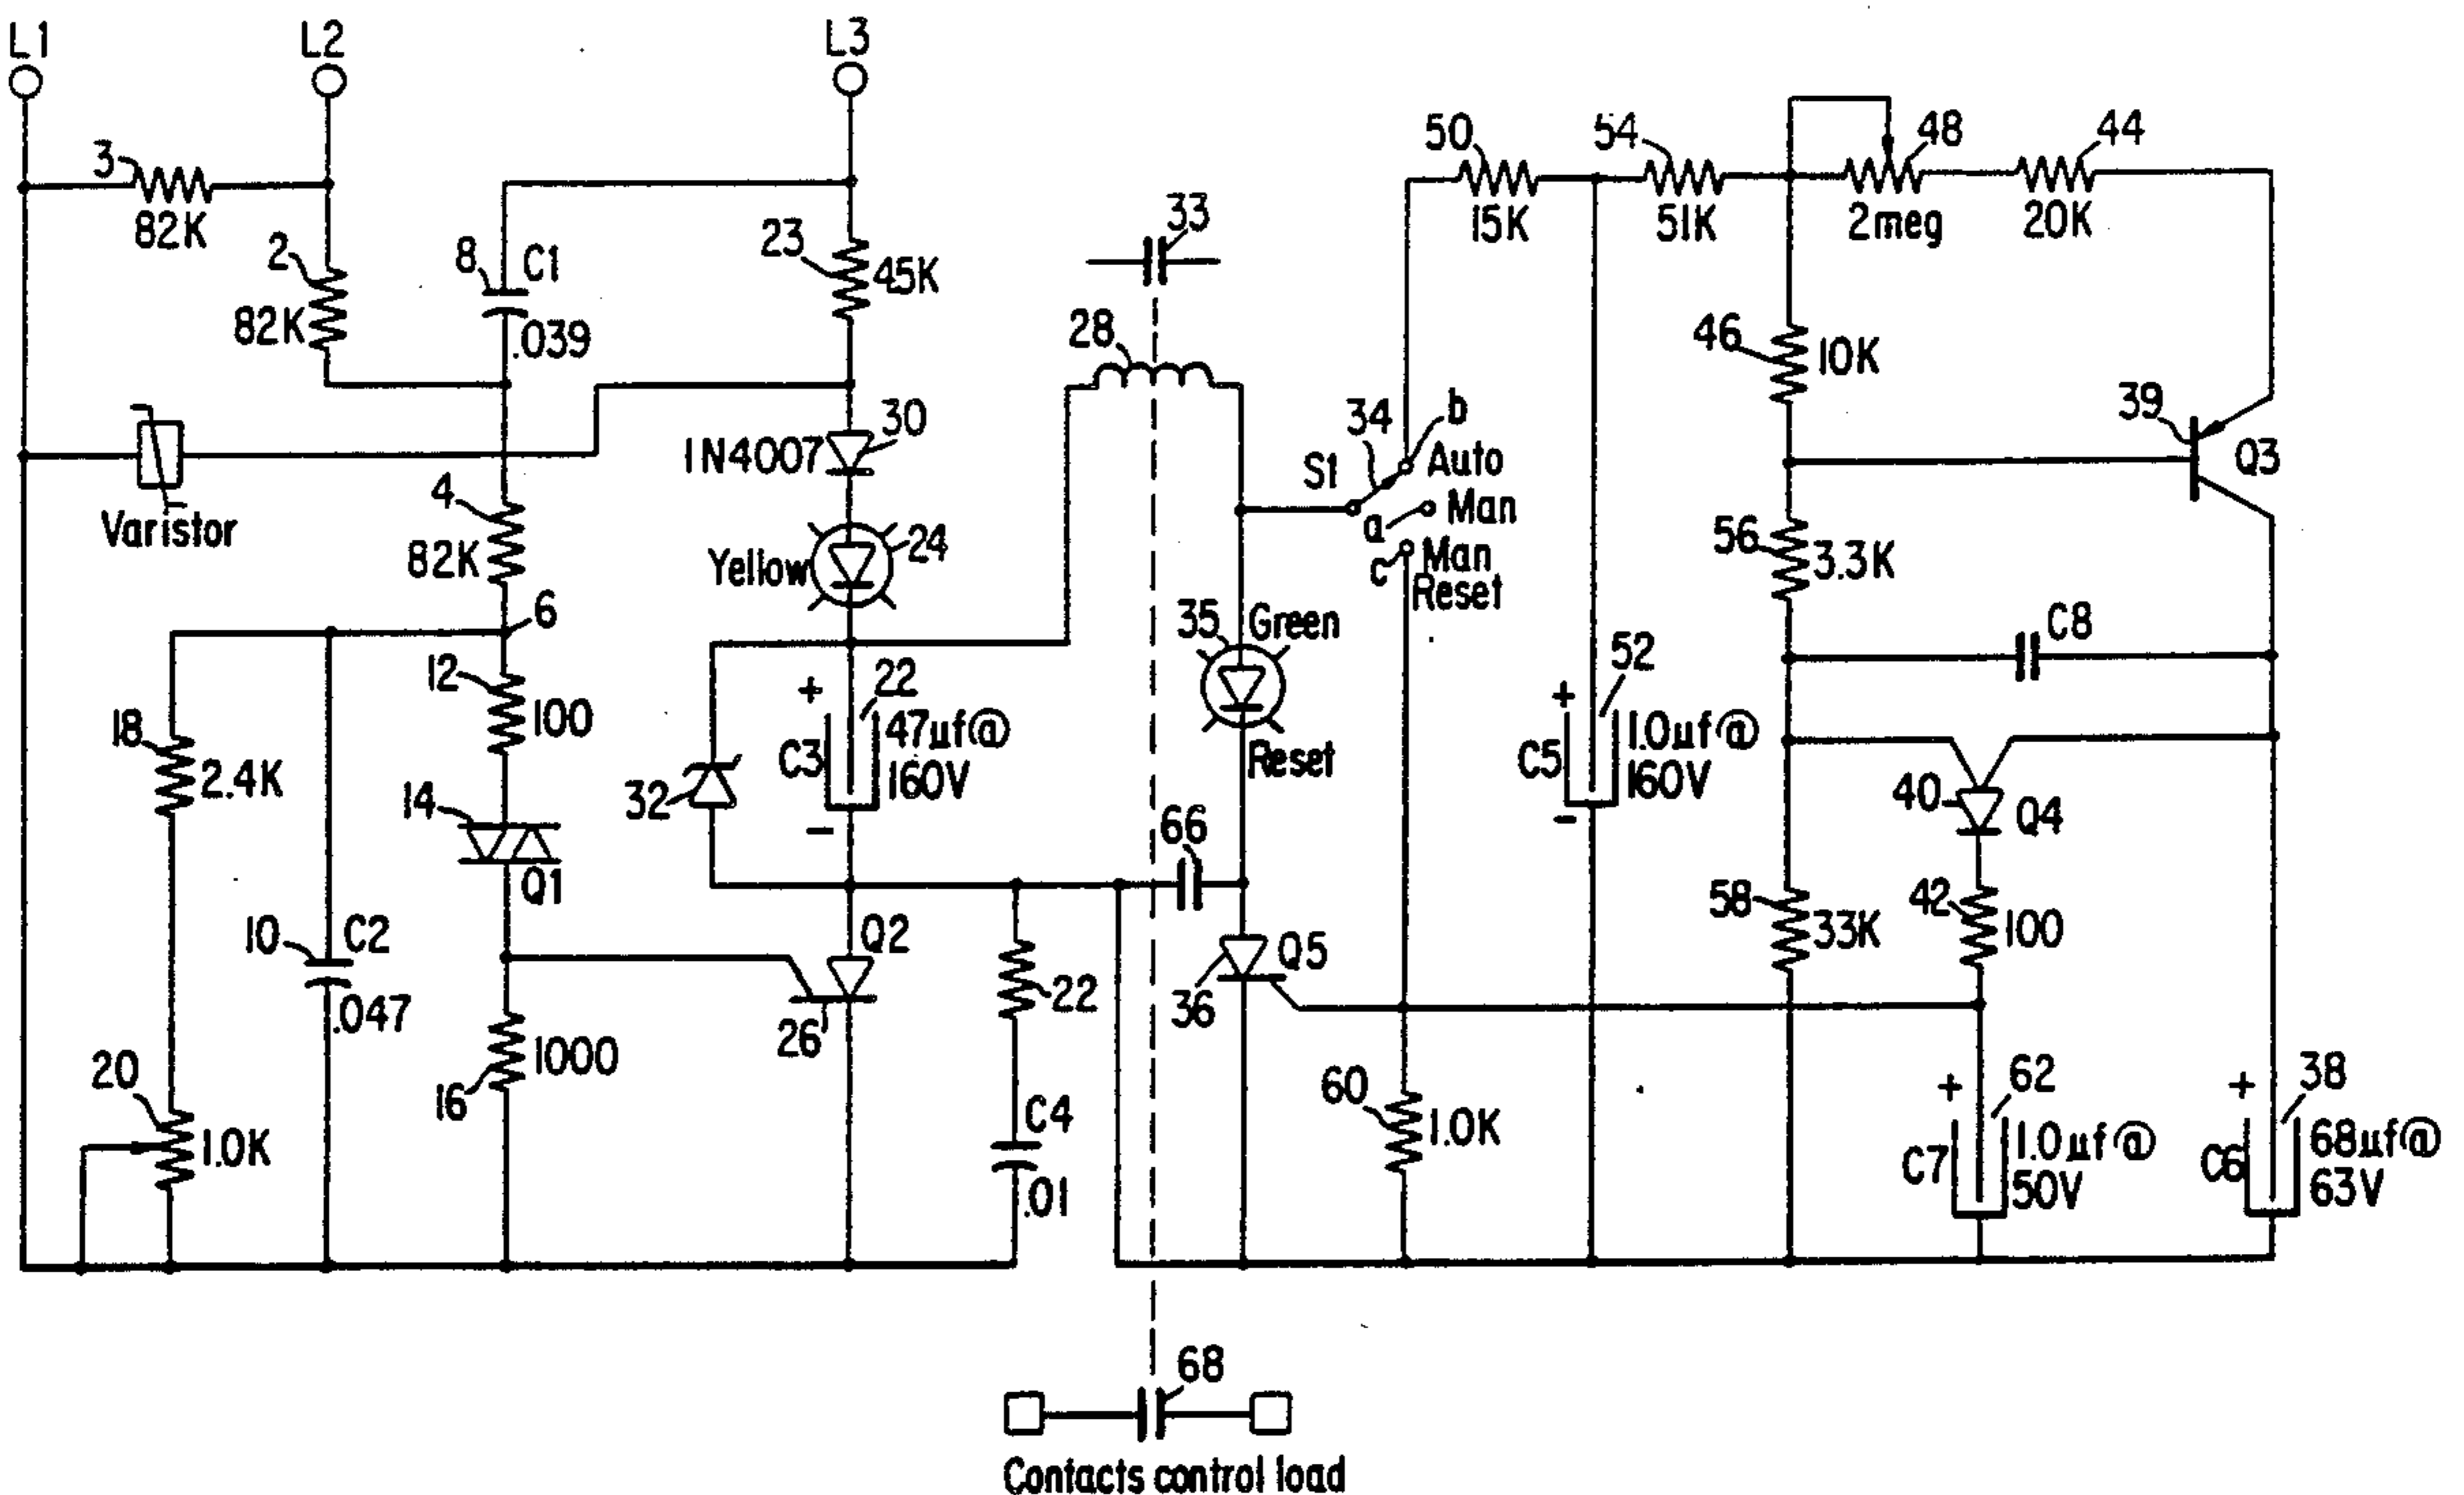 L1
L2
L3
3
82K
2
82K
8
C1
.039
23
45K
33
28
50
15K
54
51K
48
2meg
44
20K
46
10K
39
Q3
1N4007
30
Varistor
4
82K
Yellow
24
34
b
S1
Auto
a
Man
c
Man
Reset
56
3.3K
6
35
Green
Reset
C8
12
100
18
2.4K
14
Q1
32
+
22
C3
47µf@
160V
-
52
+
C5
1.0µf@
160V
-
40
Q4
66
10
C2
.047
Q2
26
22
36
Q5
58
33K
42
100
20
1.0K
16
1000
C4
.01
60
1.0K
+
62
C7
1.0µf@
50V
+
38
C6
68µf@
63V
68
Contacts control load